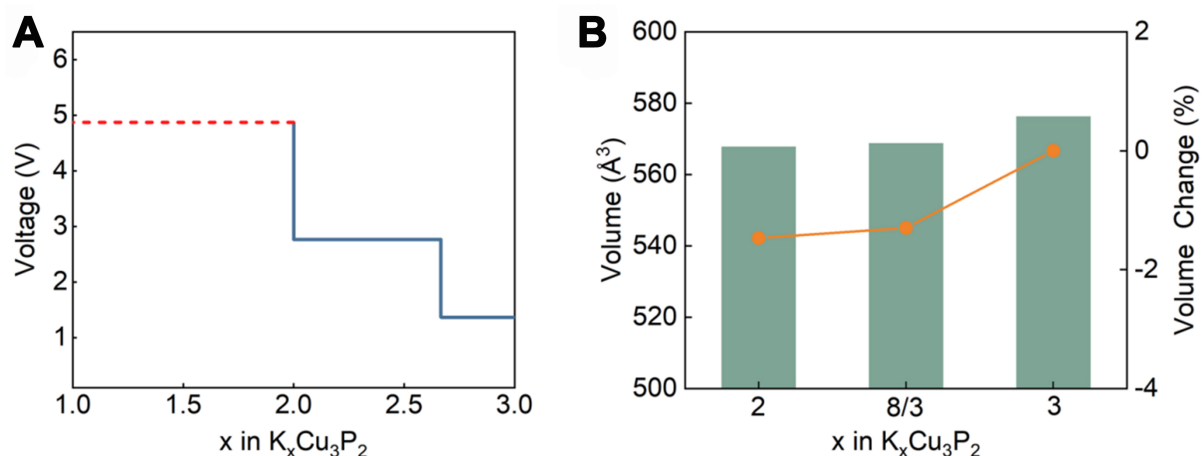 A
Voltage (V)
6
5
4
3
2
1
1.0 1.5 2.0 2.5 3.0
x in KₓCu₃P₂
B
Volume (Å³)
600
580
560
540
520
500
2 8/3 3
x in KₓCu₃P₂
2
0
-2
-4
Volume Change (%)